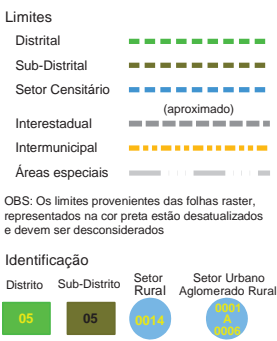 Limites
Distrital
Sub-Distrital
Setor Censitário
(aproximado)
Interestadual
Intermunicipal
Áreas especiais
OBS: Os limites provenientes das folhas raster,
representados na cor preta estão desatualizados
e devem ser desconsiderados
Identificação
Distrito
Sub-Distrito
Setor
Rural
Setor Urbano
Aglomerado Rural
05
05
0014
0001
A
0006